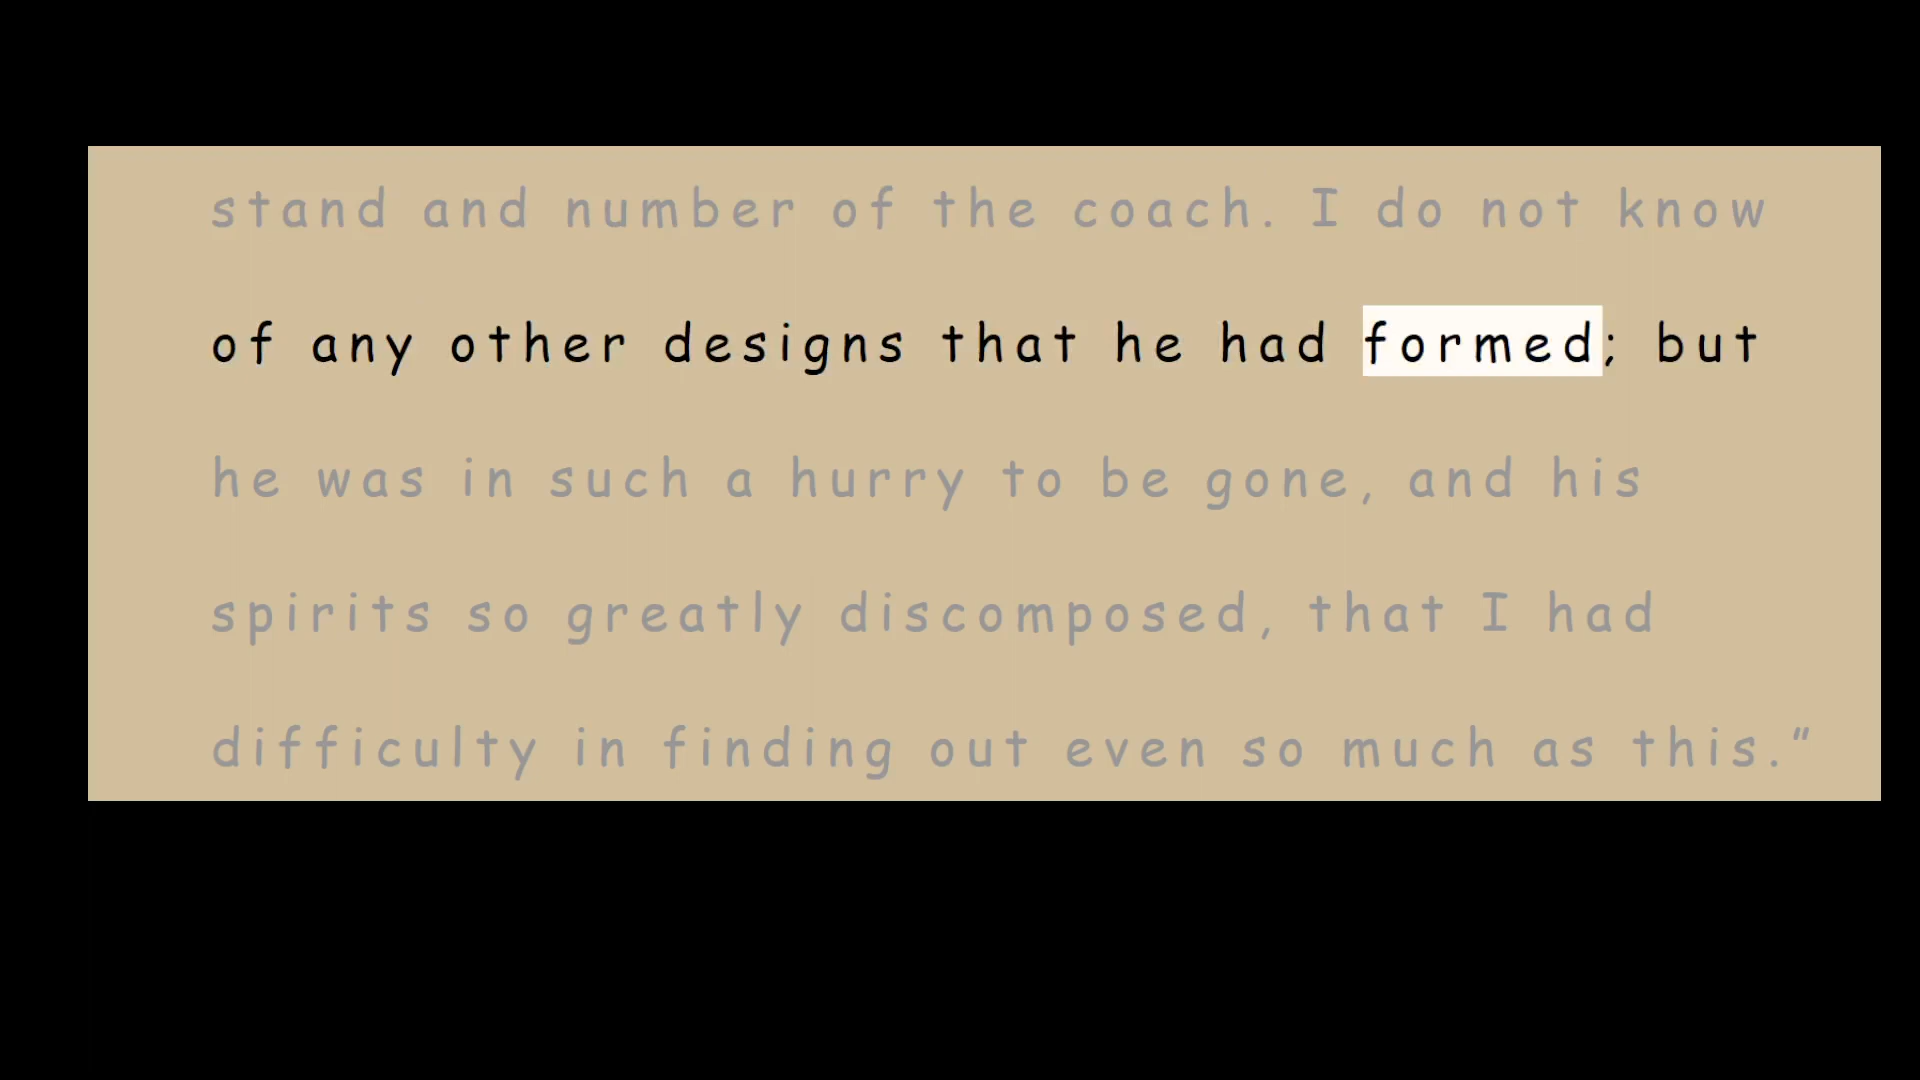 stand and number of the coach. I do not know
of any other designs that he had formed; but
he was in such a hurry to be gone, and his
spirits so greatly discomposed, that I had
difficulty in finding out even so much as this.”